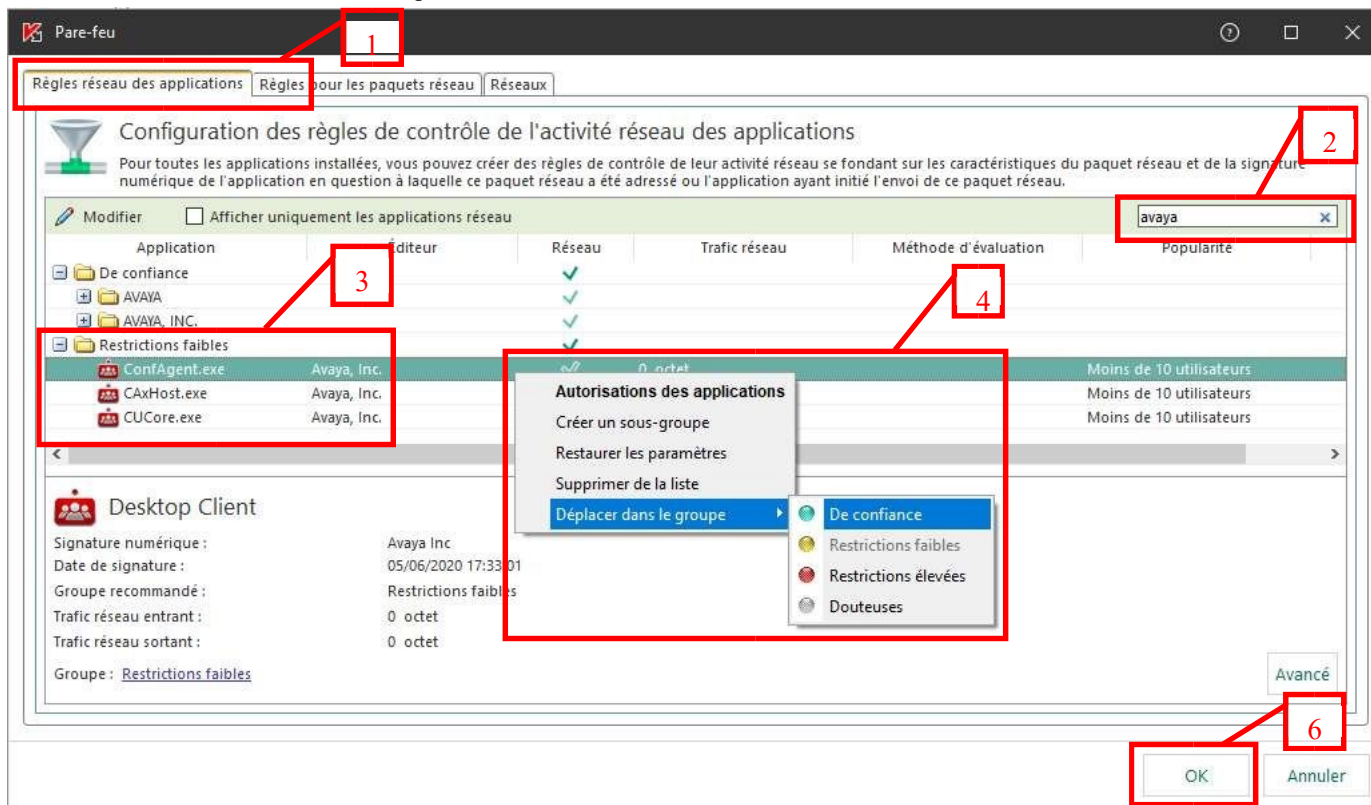 Pare-feu
1
Règles réseau des applications Règles pour les paquets réseau Réseaux
Configuration des règles de contrôle de l'activité réseau des applications
2
Pour toutes les applications installées, vous pouvez créer des règles de contrôle de leur activité réseau se fondant sur les caractéristiques du paquet réseau et de la signature
numérique de l'application en question à laquelle ce paquet réseau a été adressé ou l'application ayant initié l'envoi de ce paquet réseau.
Modifier Afficher uniquement les applications réseau avaya
Application Éditeur Réseau Trafic réseau Méthode d'évaluation Popularité
De confiance
3
AVAYA
4
AVAYA, INC.
Restrictions faibles
ConfAgent.exe Avaya, Inc. 0 octet Moins de 10 utilisateurs
CAxHost.exe Avaya, Inc. Moins de 10 utilisateurs
CUCore.exe Avaya, Inc. Moins de 10 utilisateurs
Autorisations des applications
Créer un sous-groupe
Restaurer les paramètres
Supprimer de la liste
Déplacer dans le groupe
De confiance
Restrictions faibles
Restrictions élevées
Douteuses
Desktop Client
Signature numérique : Avaya Inc
Date de signature : 05/06/2020 17:33:01
Groupe recommandé : Restrictions faibles
Trafic réseau entrant : 0 octet
Trafic réseau sortant : 0 octet
Groupe : Restrictions faibles
Avancé
6
OK Annuler